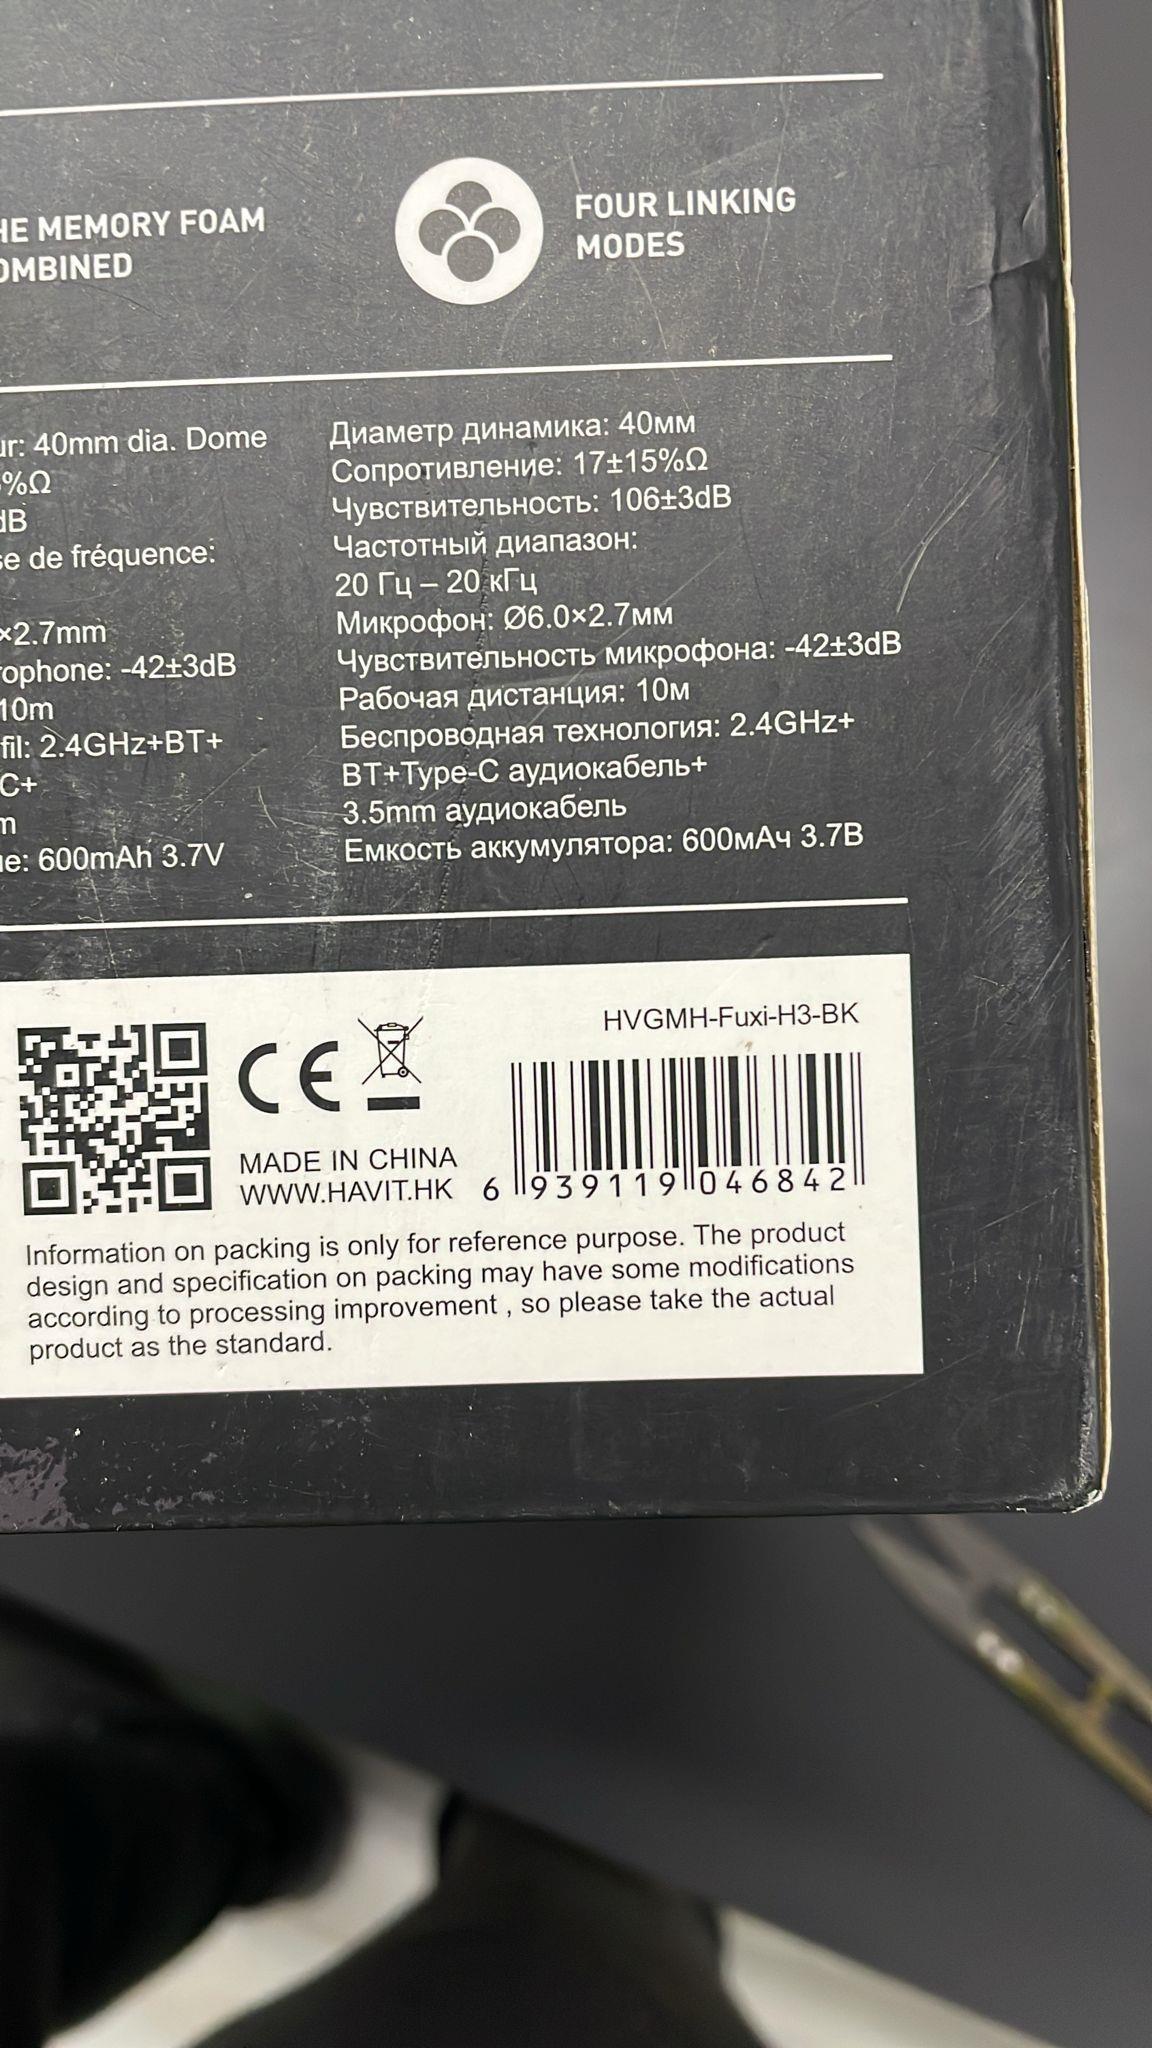 HE MEMORY FOAM
OMBINED
FOUR LINKING
MODES
ur: 40mm dia. Dome
%Ω
dB
se de fréquence:
×2.7mm
rophone: -42±3dB
10m
fil: 2.4GHz+BT+
C+
m
ue: 600mAh 3.7V
Диаметр динамика: 40мм
Сопротивление: 17±15%Ω
Чувствительность: 106±3dB
Частотный диапазон:
20 Гц – 20 кГц
Микрофон: Ø6.0×2.7мм
Чувствительность микрофона: -42±3dB
Рабочая дистанция: 10м
Беспроводная технология: 2.4GHz+
BT+Type-C аудиокабель+
3.5mm аудиокабель
Емкость аккумулятора: 600мАч 3.7В
HVGMH-Fuxi-H3-BK
CE
MADE IN CHINA
WWW.HAVIT.HK
6 939119 046842
Information on packing is only for reference purpose. The product
design and specification on packing may have some modifications
according to processing improvement , so please take the actual
product as the standard.